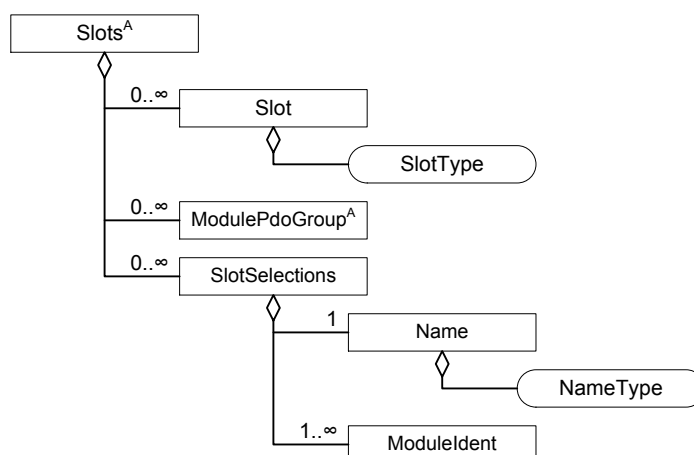 Slots^A
0..∞
Slot
SlotType
0..∞
ModulePdoGroup^A
0..∞
SlotSelections
1
Name
NameType
1..∞
ModuleIdent